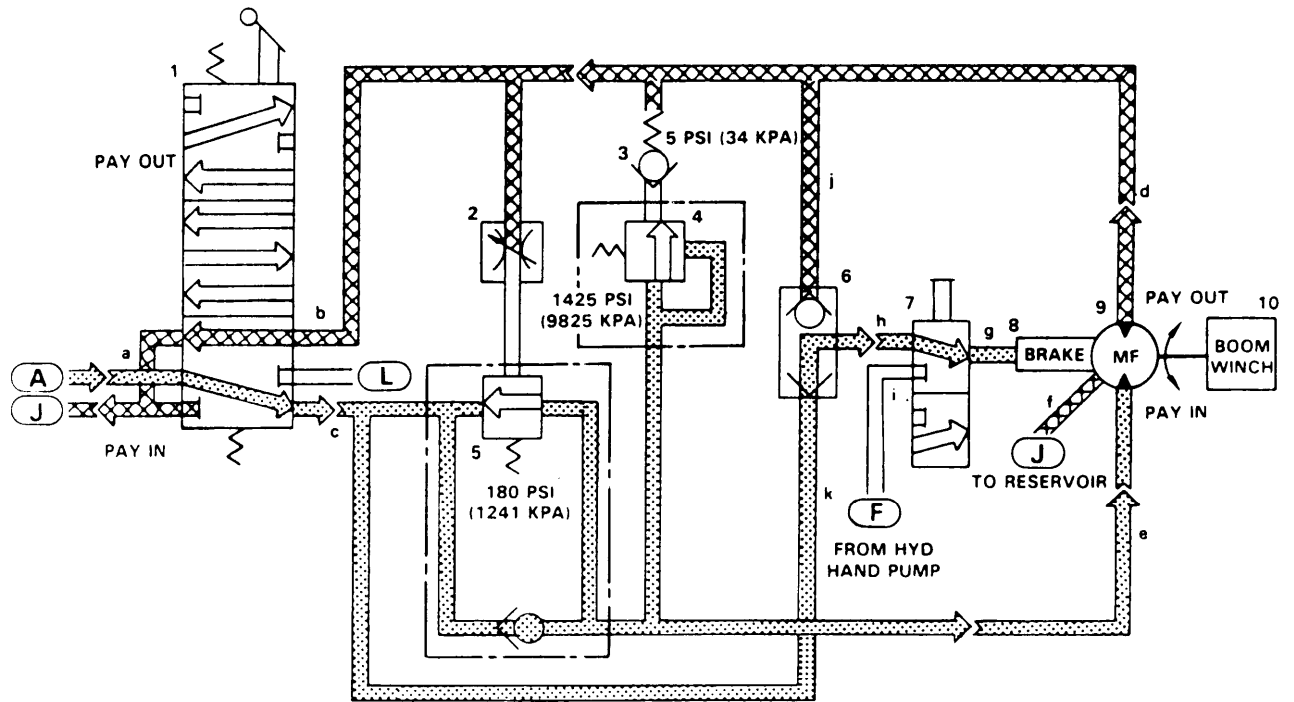 1
PAY OUT
5 PSI (34 KPA)
3
j
d
2
4
1425 PSI
(9825 KPA)
6
b
7
h
g
8
9
PAY OUT
10
a
A
J
L
BRAKE
MF
BOOM
WINCH
i
f
PAY IN
c
PAY IN
5
J
TO RESERVOIR
180 PSI
(1241 KPA)
k
F
e
FROM HYD
HAND PUMP